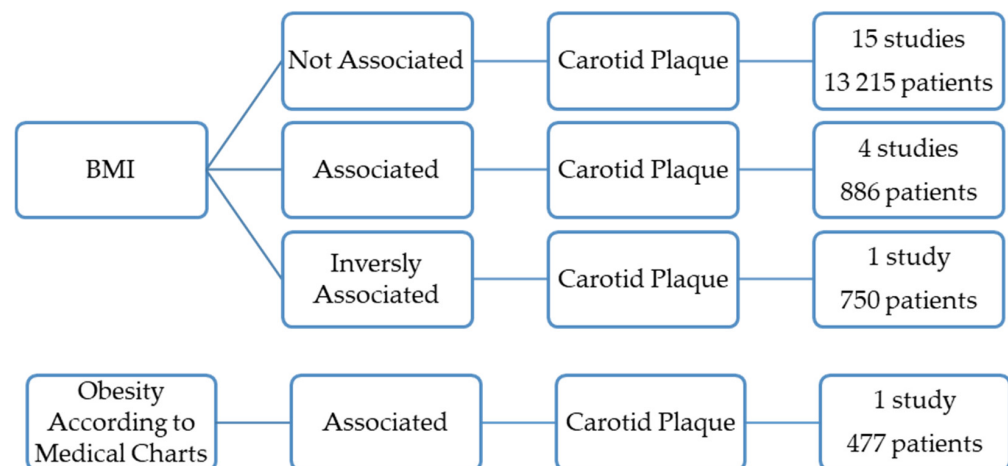 Not Associated
Carotid Plaque
15 studies
13 215 patients
BMI
Associated
Carotid Plaque
4 studies
886 patients
Inversly
Associated
Carotid Plaque
1 study
750 patients
Obesity
According to
Medical Charts
Associated
Carotid Plaque
1 study
477 patients